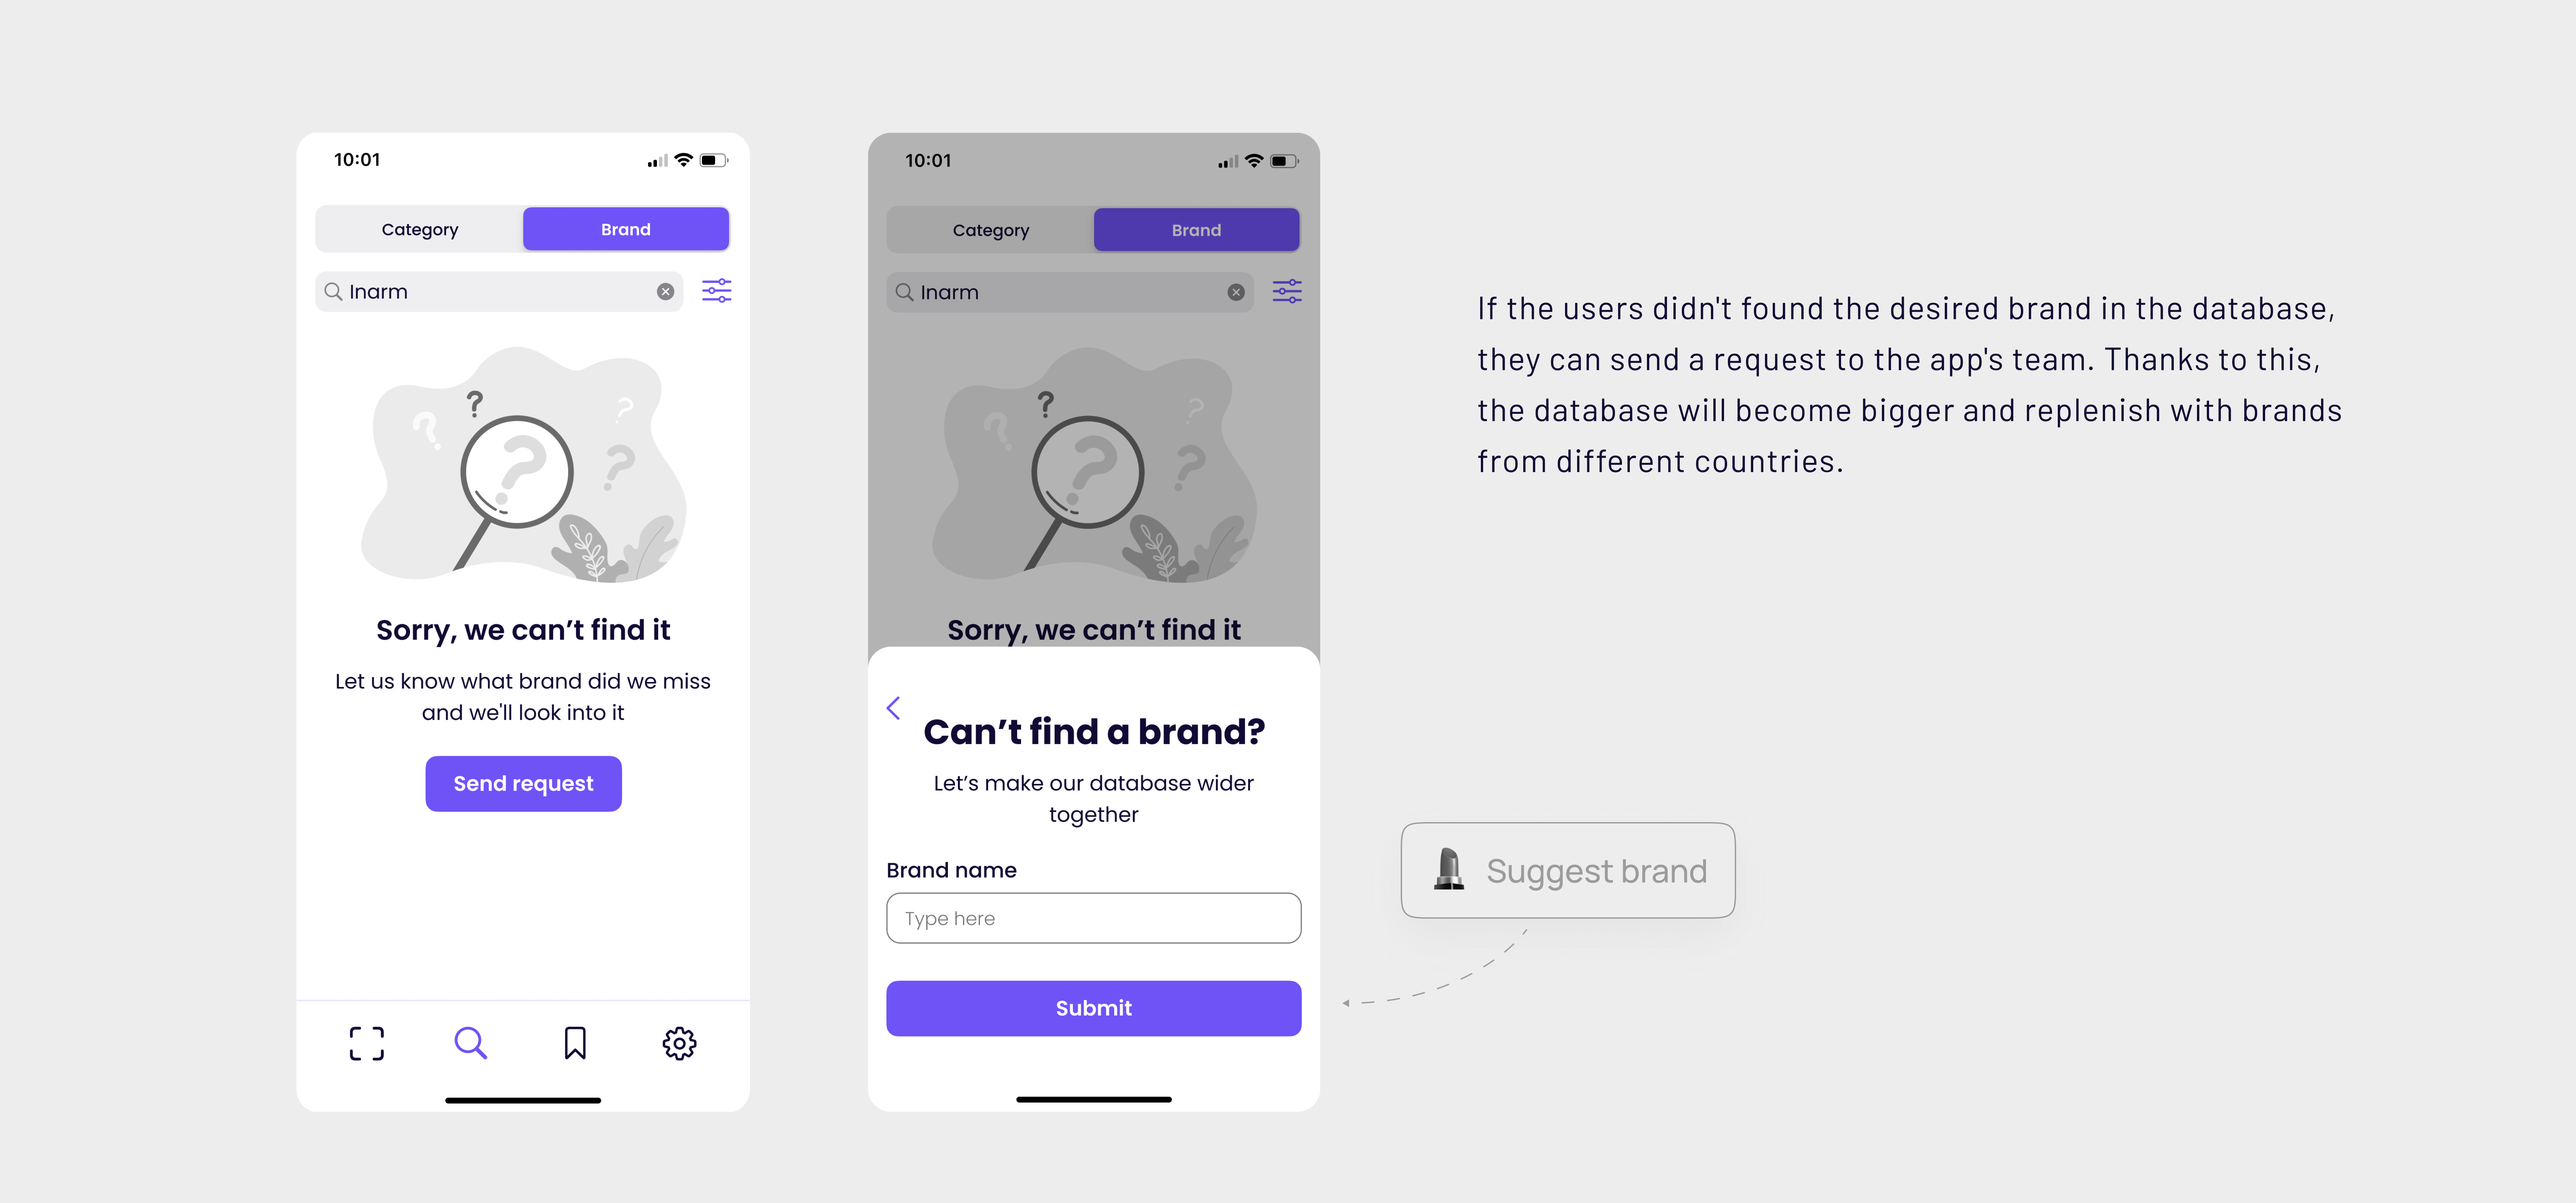 10:01
Category
Brand
Inarm
?
?
?
?
?
Sorry, we can’t find it
Let us know what brand did we miss
and we'll look into it
Send request
10:01
Category
Brand
Inarm
?
?
?
?
?
Sorry, we can’t find it
Can’t find a brand?
Let’s make our database wider
together
Brand name
Type here
Submit
If the users didn't found the desired brand in the database,
they can send a request to the app's team. Thanks to this,
the database will become bigger and replenish with brands
from different countries.
Suggest brand